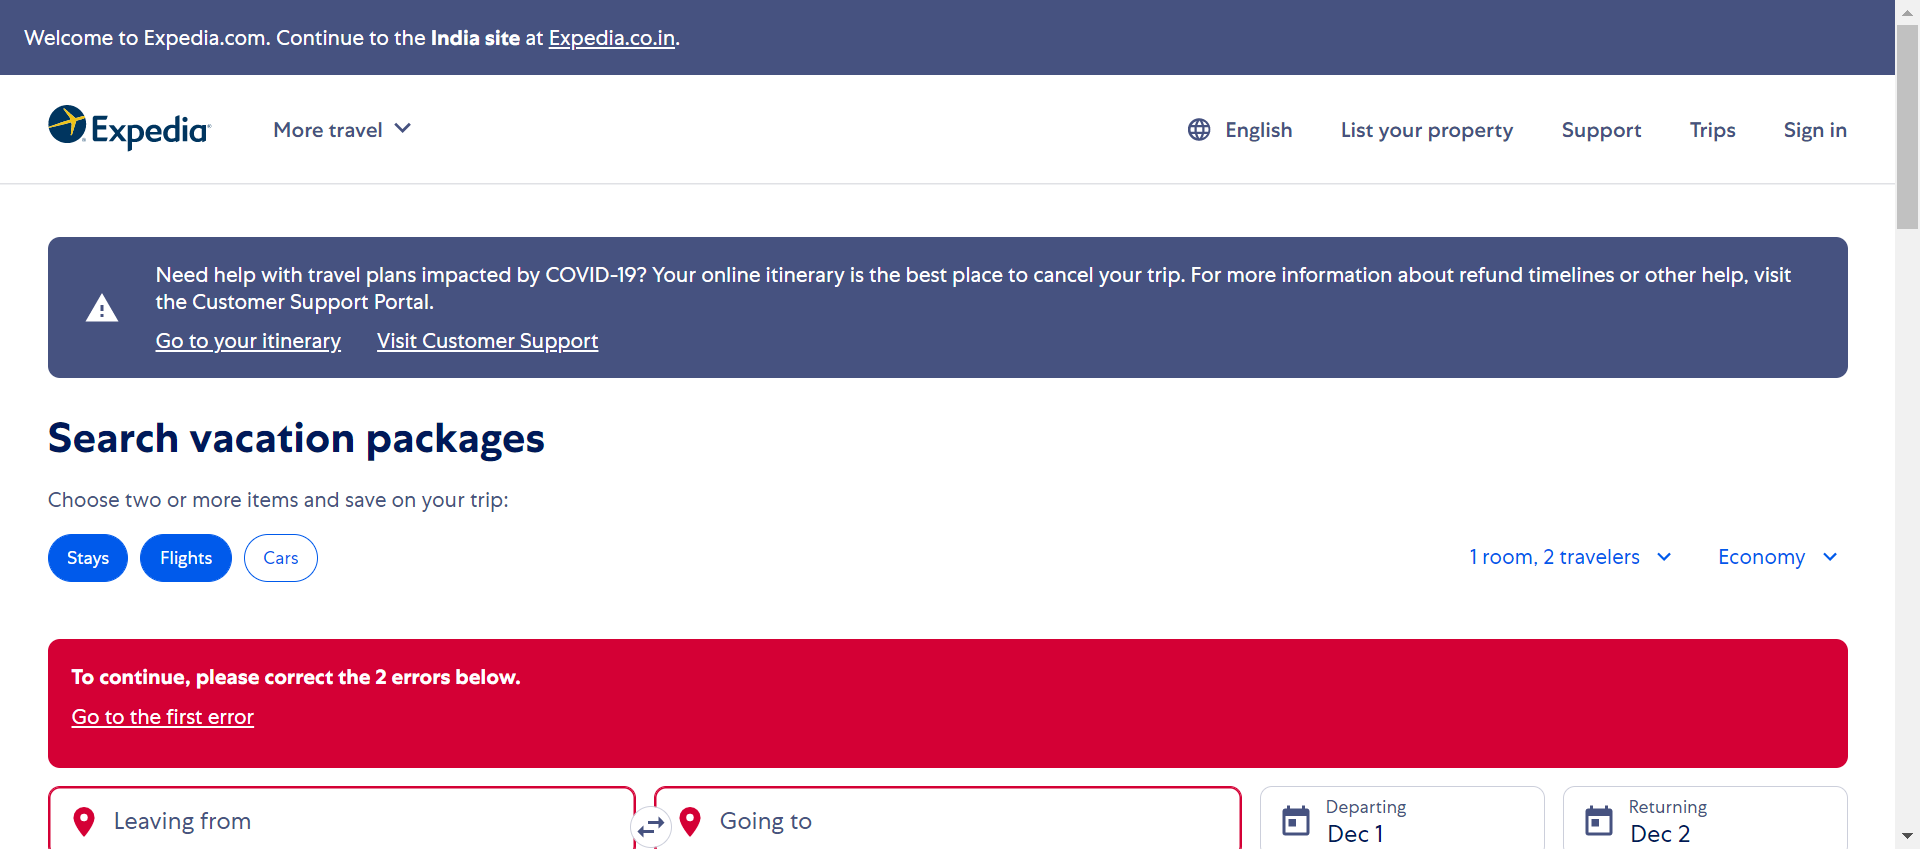 Welcome to Expedia.com. Continue to the India site at Expedia.co.in.
Expedia
More travel
English
List your property
Support
Trips
Sign in
Need help with travel plans impacted by COVID-19? Your online itinerary is the best place to cancel your trip. For more information about refund timelines or other help, visit
the Customer Support Portal.
Go to your itinerary
Visit Customer Support
Search vacation packages
Choose two or more items and save on your trip:
Stays
Flights
Cars
1 room, 2 travelers
Economy
To continue, please correct the 2 errors below.
Go to the first error
Leaving from
Going to
Departing
Dec 1
Returning
Dec 2